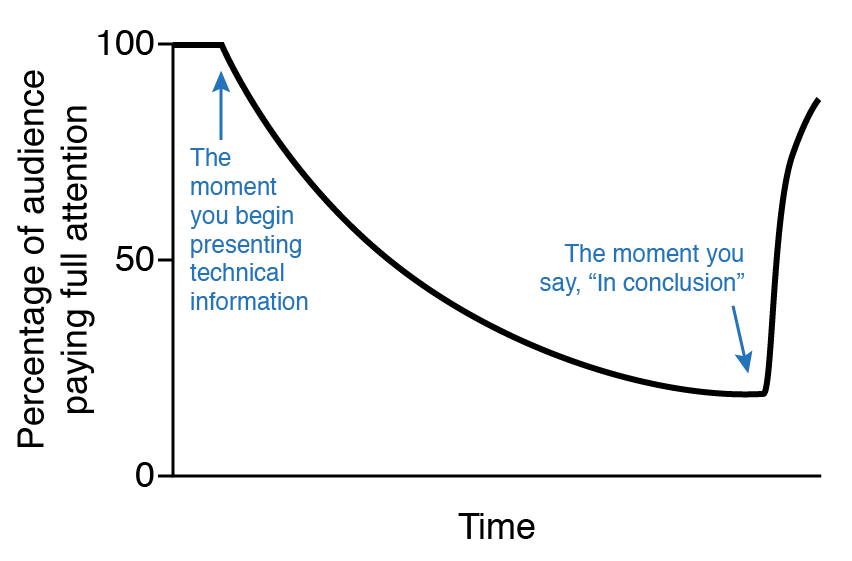 Percentage of audience
paying full attention
100
50
0
The
moment
you begin
presenting
technical
information
The moment you
say, “In conclusion”
Time